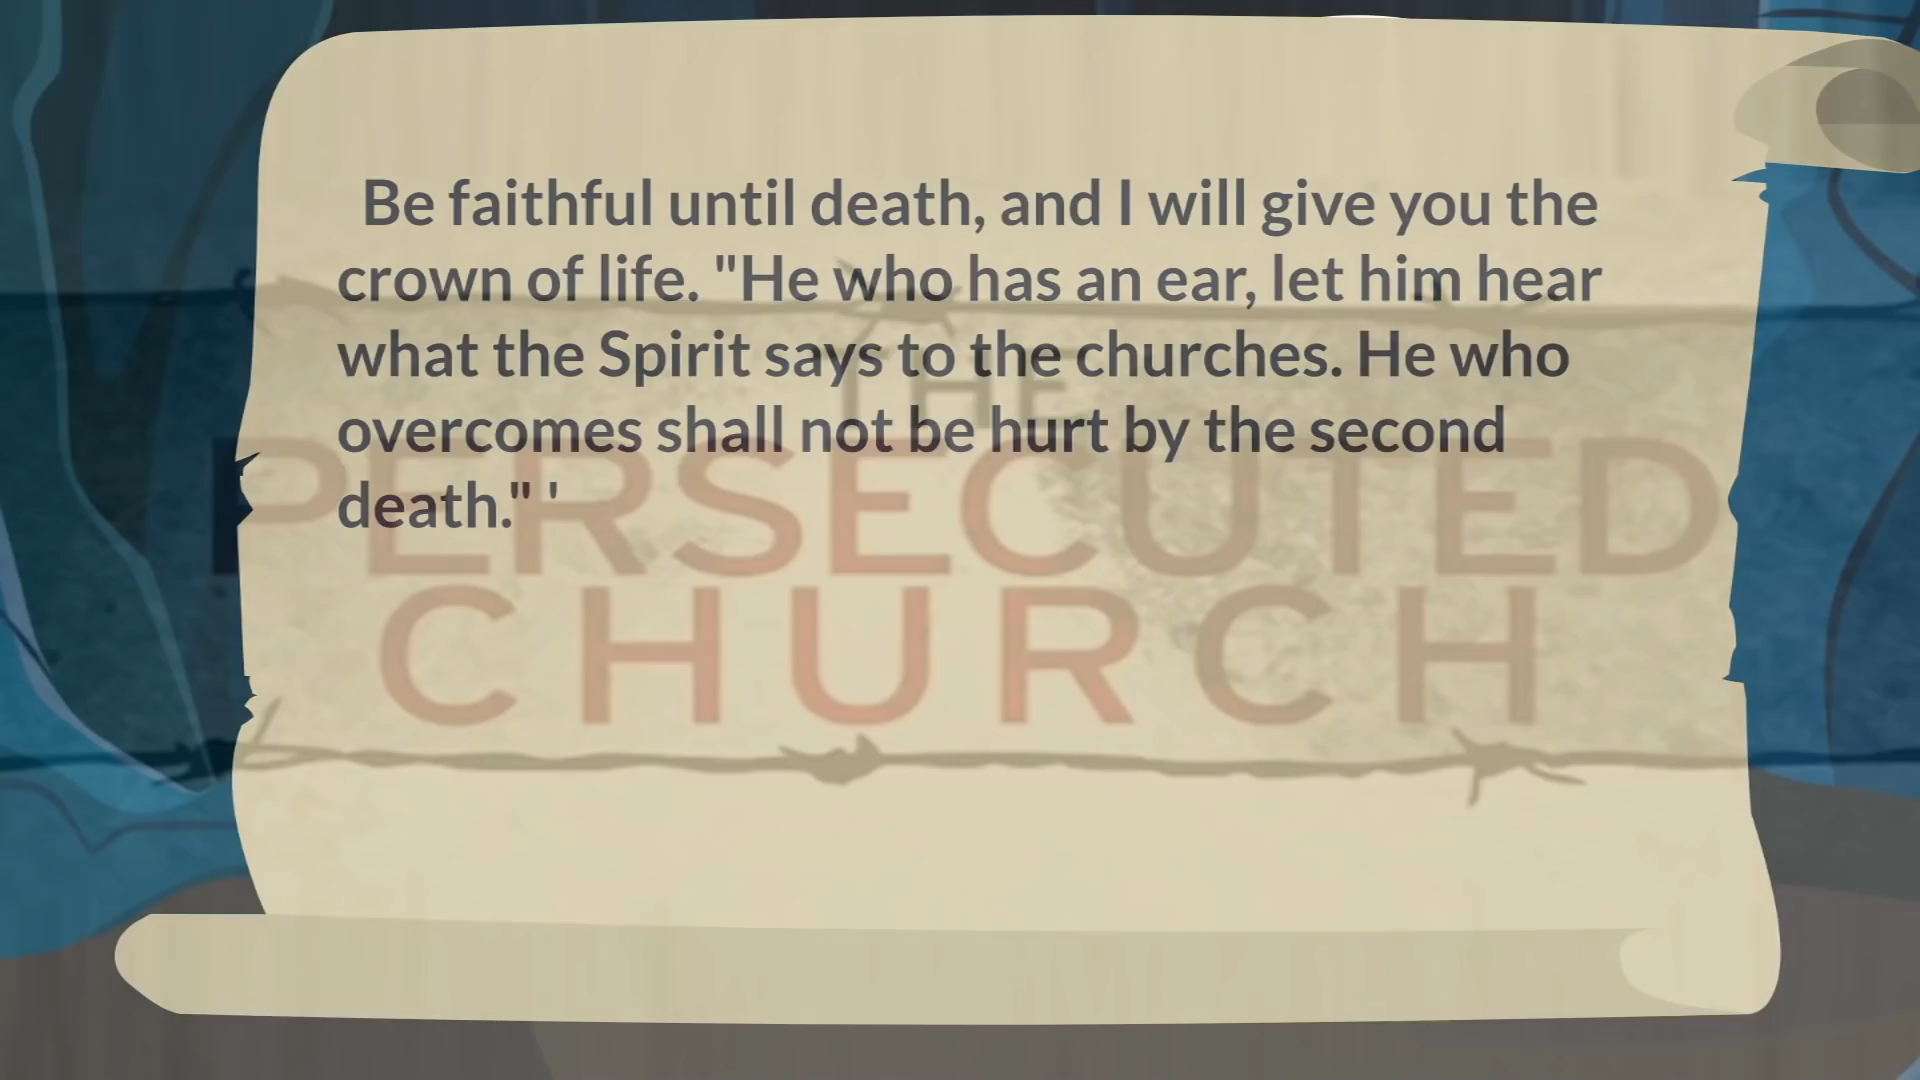 Be faithful until death, and I will give you the
crown of life. "He who has an ear, let him hear
what the Spirit says to the churches. He who
overcomes shall not be hurt by the second
death." '
THE
PERSECUTED
CHURCH